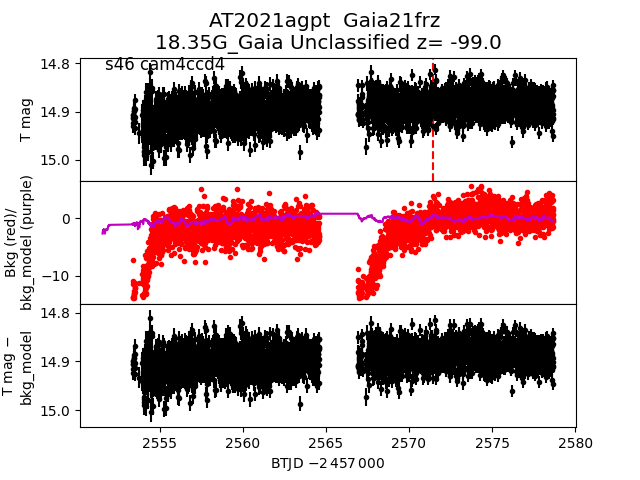 AT2021agpt  Gaia21frz
18.35G_Gaia Unclassified z= -99.0
s46 cam4ccd4
14.8
14.9
15.0
T mag
0
−10
Bkg (red)/
bkg_model (purple)
14.8
14.9
15.0
T mag −
bkg_model
2555
2560
2565
2570
2575
2580
BTJD −2 457 000